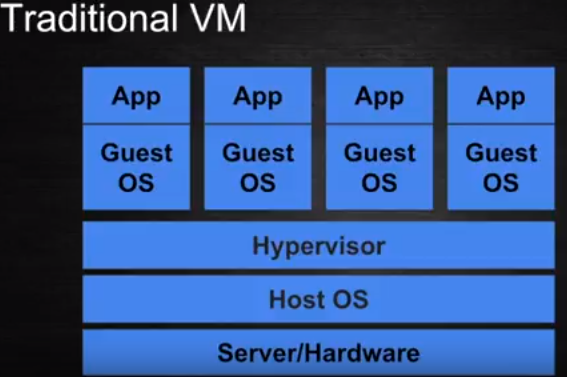 Traditional VM
App App App App
Guest Guest Guest Guest
OS OS OS OS
Hypervisor
Host OS
Server/Hardware